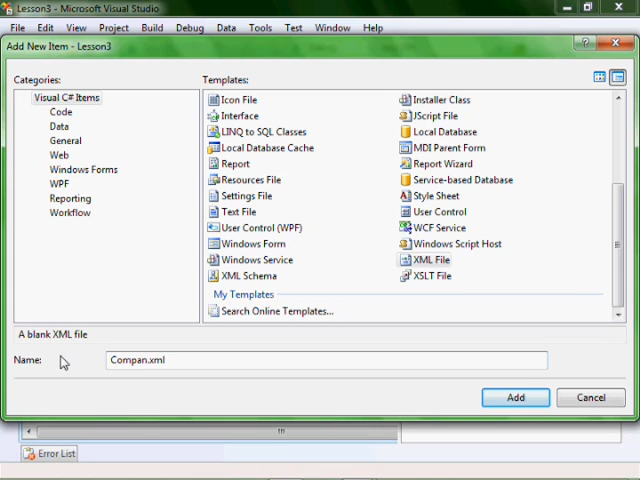 Lesson3 - Microsoft Visual Studio
File Edit View Project Build Debug Data Tools Test Window Help
Add New Item - Lesson3
Categories:
Visual C# Items
Code
Data
General
Web
Windows Forms
WPF
Reporting
Workflow
Templates:
Icon File
Interface
LINQ to SQL Classes
Local Database Cache
Report
Resources File
Settings File
Text File
User Control (WPF)
Windows Form
Windows Service
XML Schema
Installer Class
JScript File
Local Database
MDI Parent Form
Report Wizard
Service-based Database
Style Sheet
User Control
WCF Service
Windows Script Host
XML File
XSLT File
My Templates
Search Online Templates...
A blank XML file
Name: Compan.xml
Add Cancel
Error List